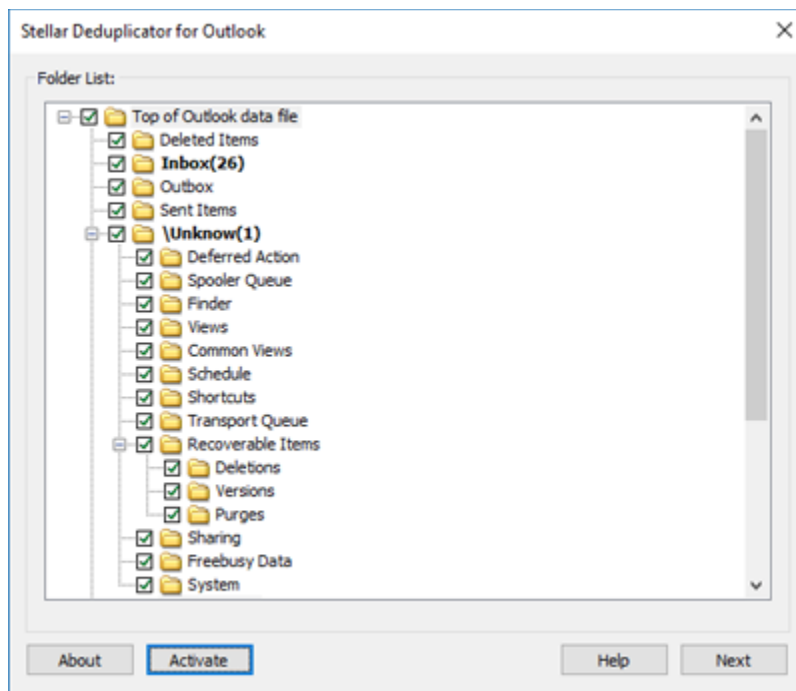 Stellar Deduplicator for Outlook
Folder List:
Top of Outlook data file
Deleted Items
Inbox(26)
Outbox
Sent Items
\Unknow(1)
Deferred Action
Spooler Queue
Finder
Views
Common Views
Schedule
Shortcuts
Transport Queue
Recoverable Items
Deletions
Versions
Purges
Sharing
Freebusy Data
System
About Activate Help Next